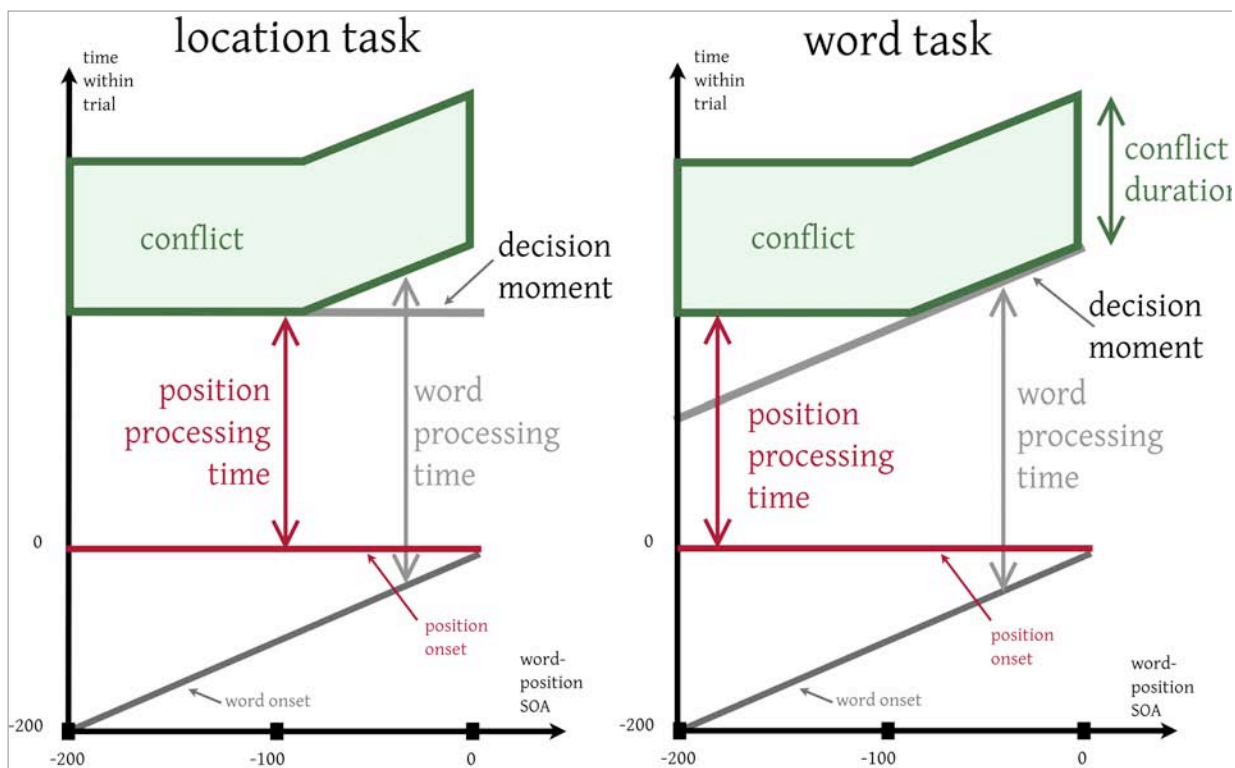 location task
time
within
trial
conflict
decision
moment
position
processing
time
word
processing
time
0
position
onset
word onset
word-
position
SOA
-200
-200
-100
0
word task
time
within
trial
conflict
duration
conflict
decision
moment
position
processing
time
word
processing
time
0
position
onset
word onset
word-
position
SOA
-200
-200
-100
0